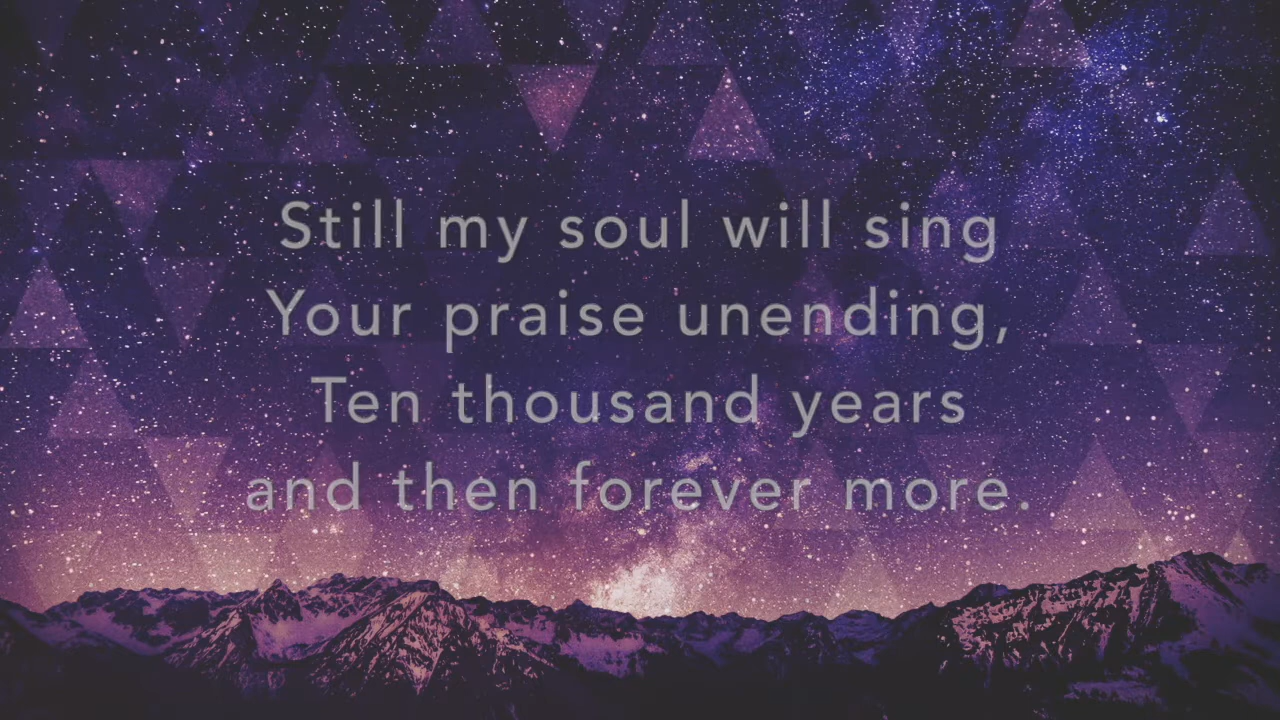 Still my soul will sing
Your praise unending,
Ten thousand years
and then forever more.